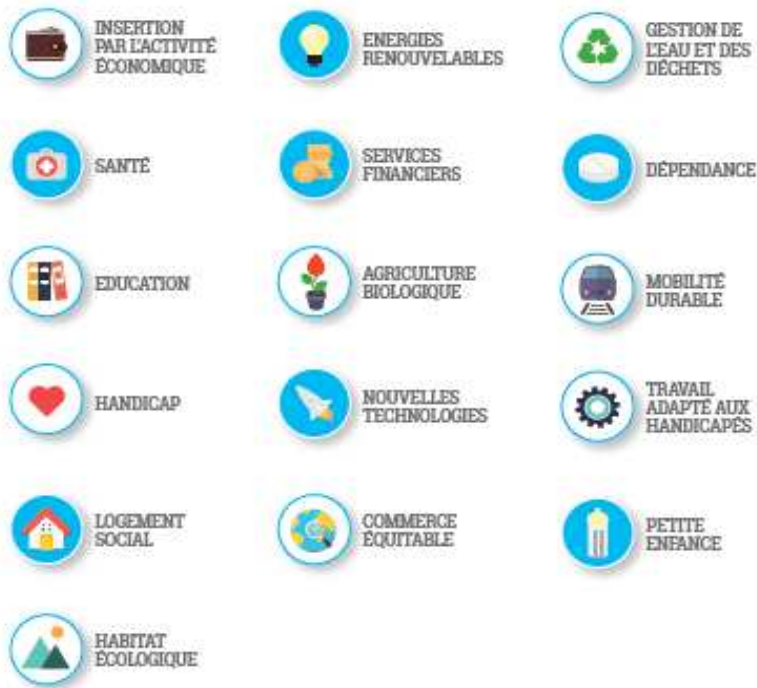 INSERTION
PAR L'ACTIVITÉ
ÉCONOMIQUE
ENERGIES
RENOUVELABLES
GESTION DE
L'EAU ET DES
DÉCHETS
SANTÉ
SERVICES
FINANCIERS
DÉPENDANCE
EDUCATION
AGRICULTURE
BIOLOGIQUE
MOBILITÉ
DURABLE
HANDICAP
NOUVELLES
TECHNOLOGIES
TRAVAIL
ADAPTÉ AUX
HANDICAPÉS
LOGEMENT
SOCIAL
COMMERCE
ÉQUITABLE
PETITE
ENFANCE
HABITAT
ÉCOLOGIQUE